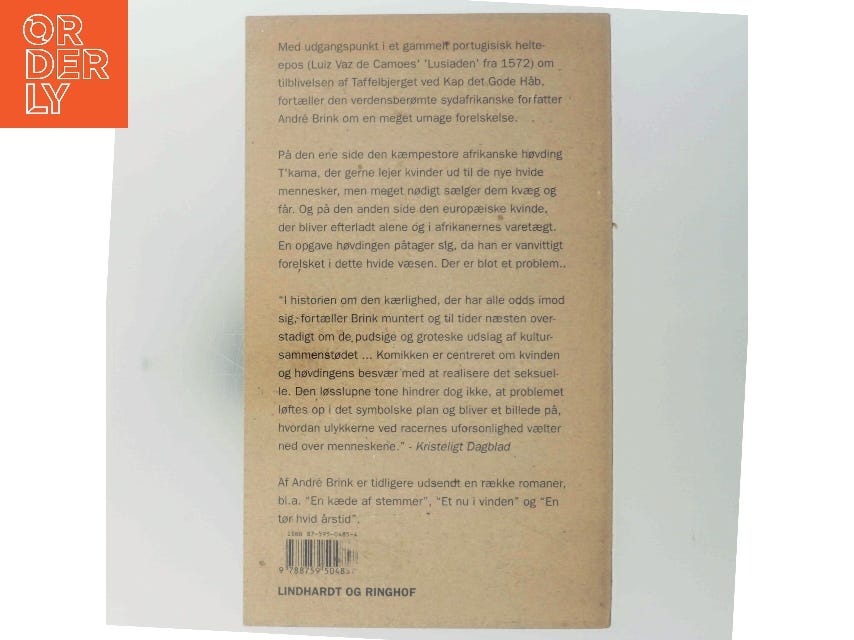 ORDERLY
Med udgangspunkt i et gammelt portugisisk helte-
epos (Luiz Vaz de Camoes' 'Lusiaden' fra 1572) om
tilblivelsen af Taffelbjerget ved Kap det Gode Håb,
fortæller den verdensberømte sydafrikanske forfatter
André Brink om en meget umage forelskelse.
På den ene side den kæmpestore afrikanske høvding
T'kama, der gerne lejer kvinder ud til de nye hvide
mennesker, men meget nødigt sælger dem kvæg og
får. Og på den anden side den europæiske kvinde,
der bliver efterladt alene og i afrikanernes varetægt.
En opgave høvdingen påtager sig, da han er vanvittigt
forelsket i dette hvide væsen. Der er blot et problem..
"I historien om den kærlighed, der har alle odds imod
sig, fortæller Brink muntert og til tider næsten over-
stadigt om de pudsige og groteske udslag af kultur-
sammenstødet ... Komikken er centreret om kvinden
og høvdingens besvær med at realisere det seksuel-
le. Den løsslupne tone hindrer dog ikke, at problemet
løftes op i det symbolske plan og bliver et billede på,
hvordan ulykkerne ved racernes uforsonlighed vælter
ned over menneskene." - Kristeligt Dagblad
Af André Brink er tidligere udsendt en række romaner,
bl.a. "En kæde af stemmer", "Et nu i vinden" og "En
tør hvid årstid".
ISBN 87-595-0485-4
9 788759 50485
LINDHARDT OG RINGHOF